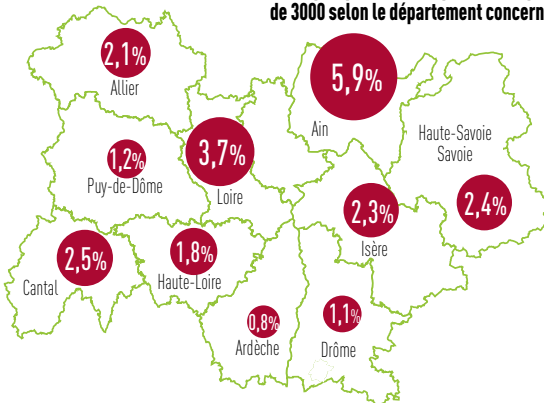 de 3000 selon le département concern
2,1%
Allier
5,9%
Ain
Haute-Savoie
Savoie
2,4%
1,2%
Puy-de-Dôme
3,7%
Loire
2,3%
Isère
2,5%
Cantal
1,8%
Haute-Loire
0,8%
Ardèche
1,1%
Drôme